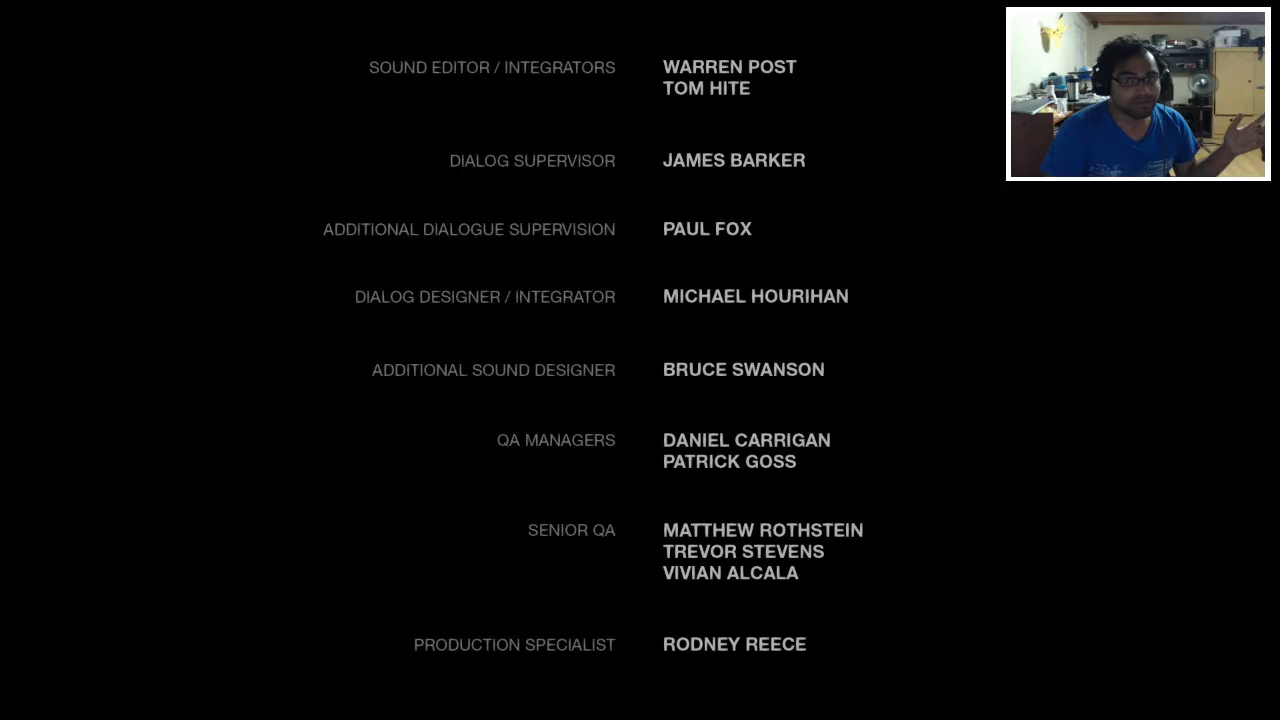 SOUND EDITOR / INTEGRATORS WARREN POST
TOM HITE
DIALOG SUPERVISOR JAMES BARKER
ADDITIONAL DIALOGUE SUPERVISION PAUL FOX
DIALOG DESIGNER / INTEGRATOR MICHAEL HOURIHAN
ADDITIONAL SOUND DESIGNER BRUCE SWANSON
QA MANAGERS DANIEL CARRIGAN
PATRICK GOSS
SENIOR QA MATTHEW ROTHSTEIN
TREVOR STEVENS
VIVIAN ALCALA
PRODUCTION SPECIALIST RODNEY REECE